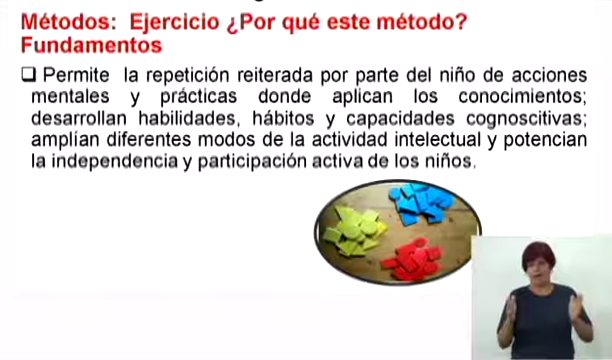 Métodos: Ejercicio ¿Por qué este método?
Fundamentos
❑ Permite la repetición reiterada por parte del niño de acciones
mentales y prácticas donde aplican los conocimientos;
desarrollan habilidades, hábitos y capacidades cognoscitivas;
amplían diferentes modos de la actividad intelectual y potencian
la independencia y participación activa de los niños.